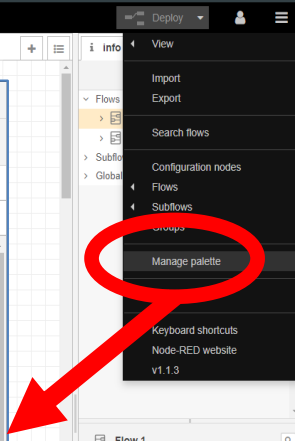 Deploy
i info
View
Import
Export
Flows
Search flows
Subflo
Configuration nodes
Global
Flows
Subflows
Groups
Manage palette
Keyboard shortcuts
Node-RED website
v1.1.3
Flow 1